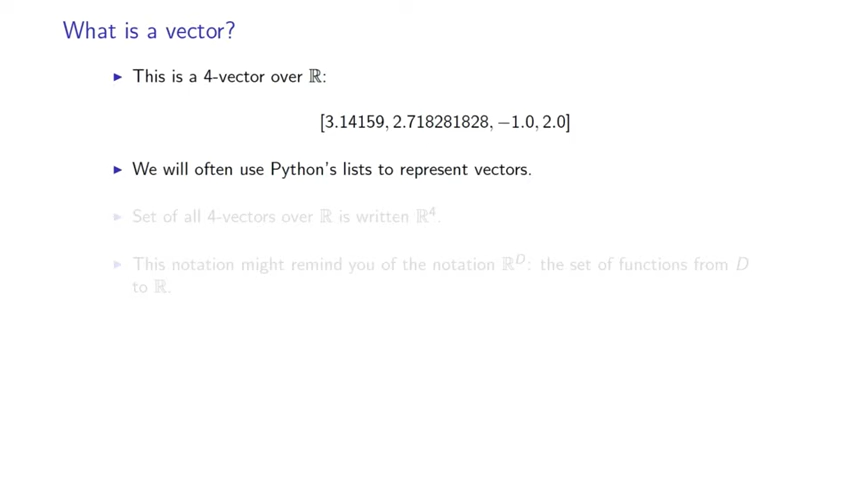 What is a vector?
► This is a 4-vector over ℝ:
[3.14159, 2.718281828, −1.0, 2.0]
► We will often use Python's lists to represent vectors.
► Set of all 4-vectors over ℝ is written ℝ⁴.
► This notation might remind you of the notation ℝᴰ: the set of functions from D
to ℝ.